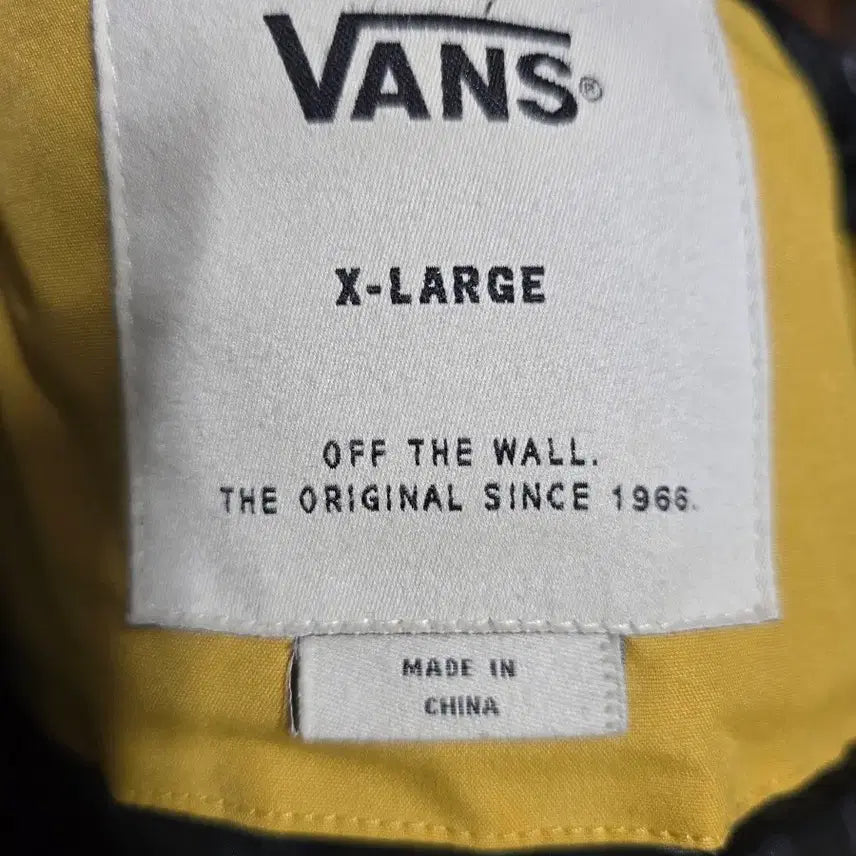 VANS®
X-LARGE
OFF THE WALL.
THE ORIGINAL SINCE 1966.
MADE IN
CHINA